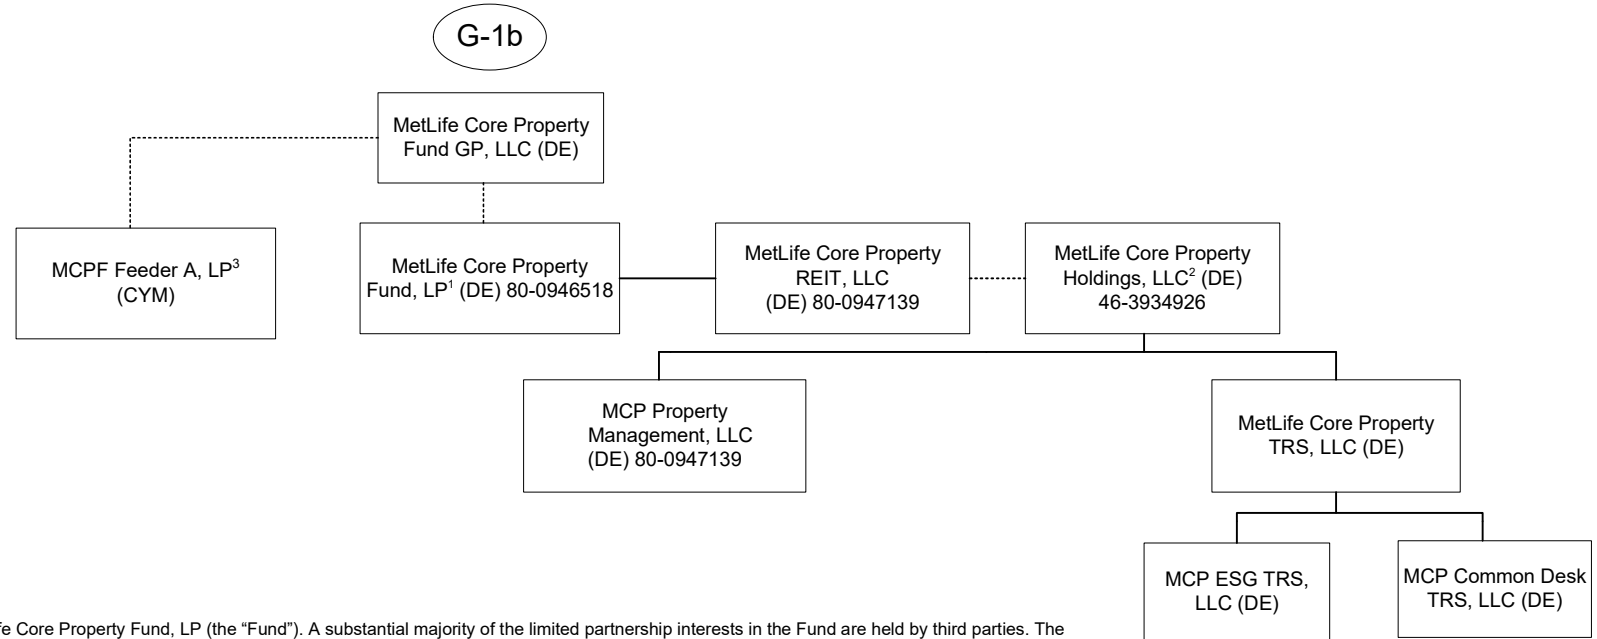 G-1b
MetLife Core Property
Fund GP, LLC (DE)
MCPF Feeder A, LP³
(CYM)
MetLife Core Property
Fund, LP¹ (DE) 80-0946518
MetLife Core Property
REIT, LLC
(DE) 80-0947139
MetLife Core Property
Holdings, LLC² (DE)
46-3934926
MCP Property
Management, LLC
(DE) 80-0947139
MetLife Core Property
TRS, LLC (DE)
MCP ESG TRS,
LLC (DE)
MCP Common Desk
TRS, LLC (DE)
Core Property Fund, LP (the “Fund”). A substantial majority of the limited partnership interests in the Fund are held by third parties. The